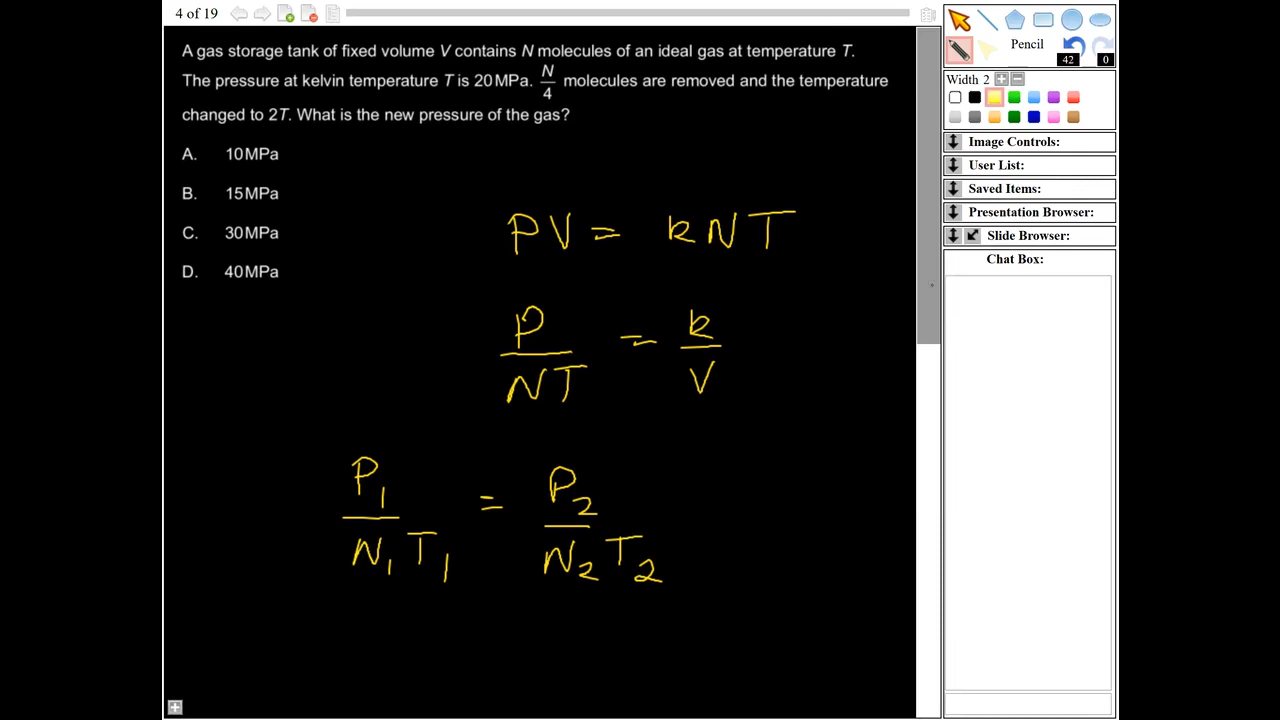 4 of 19
A gas storage tank of fixed volume V contains N molecules of an ideal gas at temperature T.
The pressure at kelvin temperature T is 20 MPa. N/4 molecules are removed and the temperature
changed to 2T. What is the new pressure of the gas?
A. 10 MPa
B. 15 MPa
C. 30 MPa
D. 40 MPa
PV = kNT
P/NT = k/V
P₁/N₁T₁ = P₂/N₂T₂
Pencil
42 0
Width 2
Image Controls:
User List:
Saved Items:
Presentation Browser:
Slide Browser:
Chat Box: